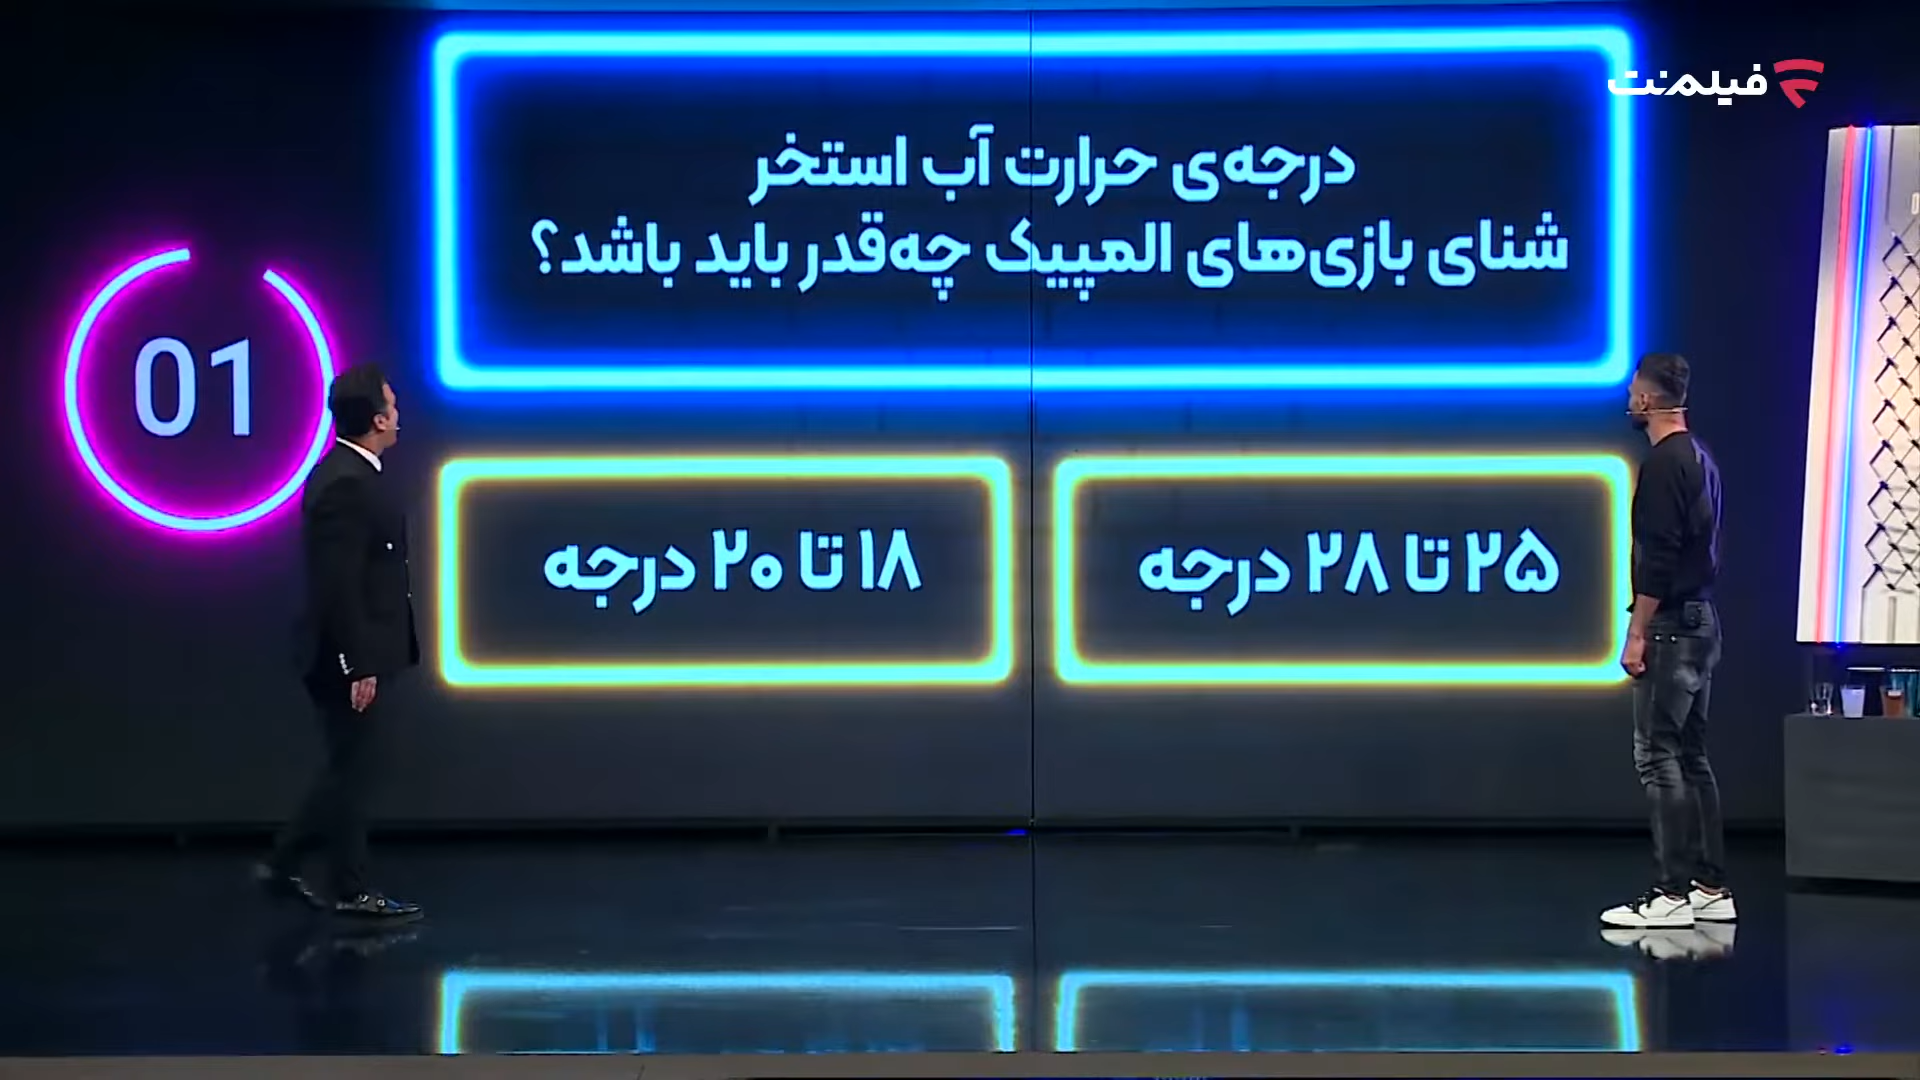 فیلمنت
درجه‌ی حرارت آب استخر
شنای بازی‌های المپیک چه‌قدر باید باشد؟
01
۲۵ تا ۲۸ درجه
۱۸ تا ۲۰ درجه